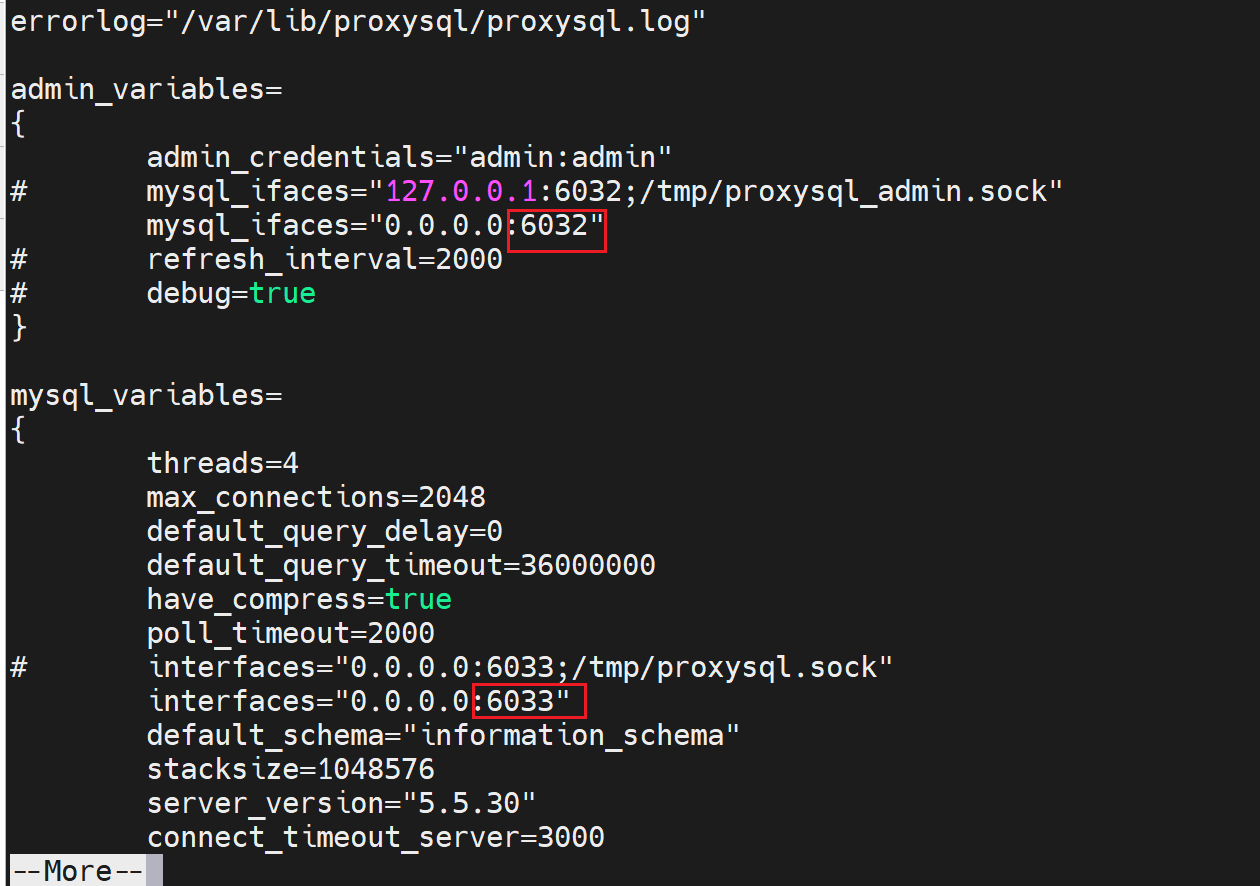 errorlog="/var/lib/proxysql/proxysql.log"
admin_variables=
{
        admin_credentials="admin:admin"
#       mysql_ifaces="127.0.0.1:6032;/tmp/proxysql_admin.sock"
        mysql_ifaces="0.0.0.0:6032"
#       refresh_interval=2000
#       debug=true
}
mysql_variables=
{
        threads=4
        max_connections=2048
        default_query_delay=0
        default_query_timeout=36000000
        have_compress=true
        poll_timeout=2000
#       interfaces="0.0.0.0:6033;/tmp/proxysql.sock"
        interfaces="0.0.0.0:6033"
        default_schema="information_schema"
        stacksize=1048576
        server_version="5.5.30"
        connect_timeout_server=3000
--More--